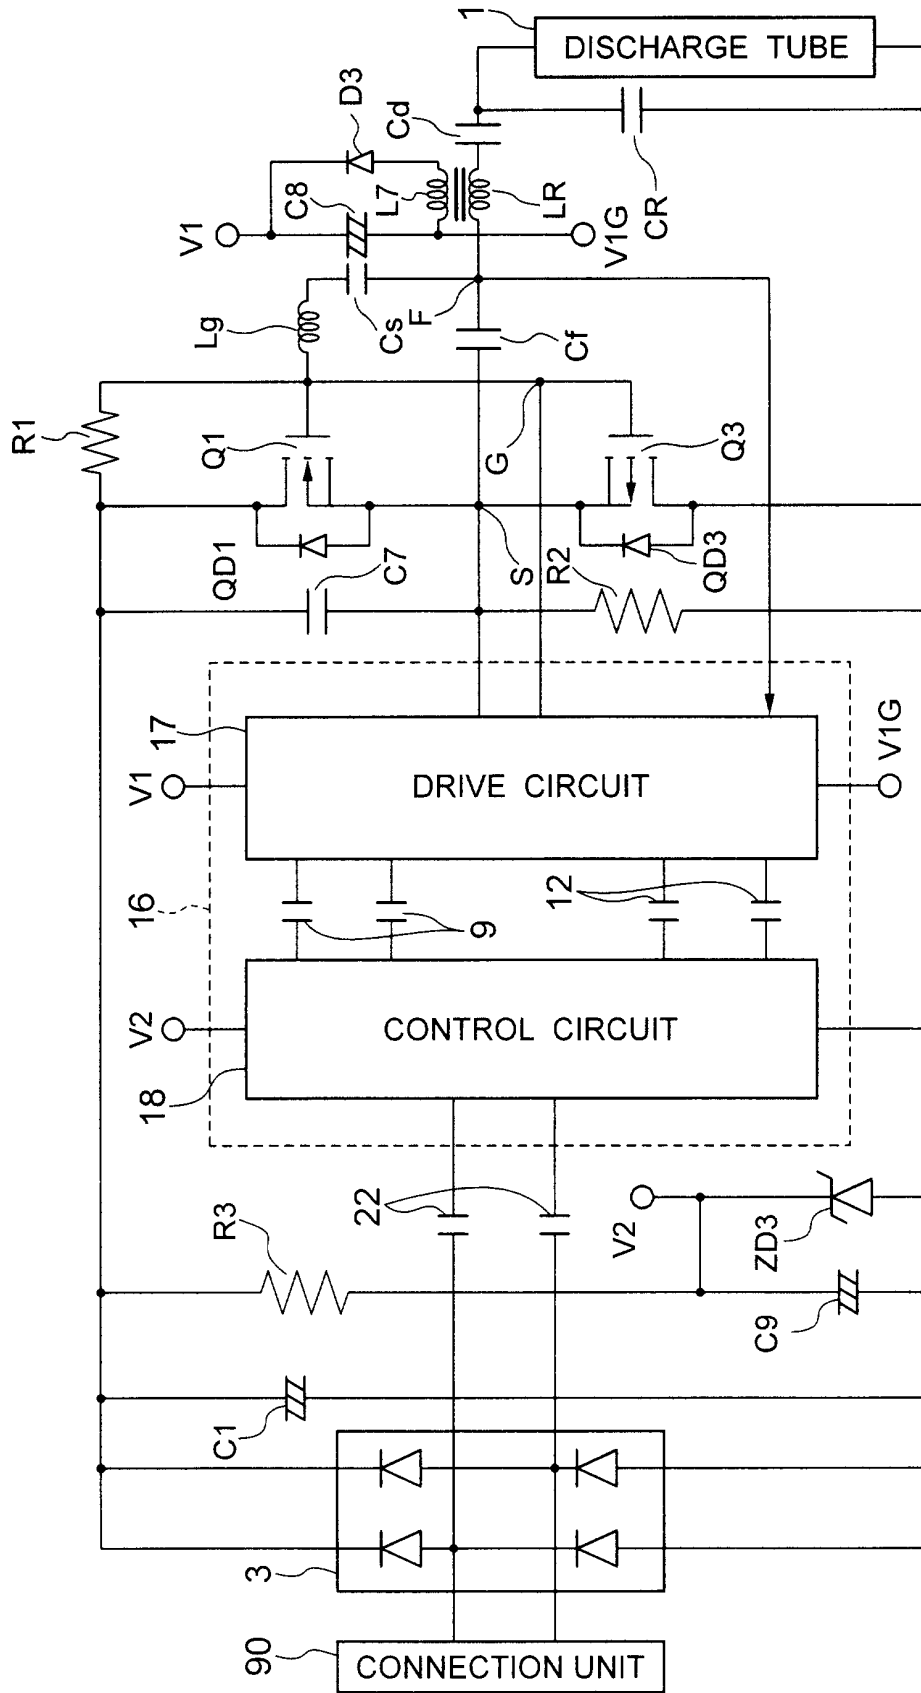 1
DISCHARGE TUBE
D3
Cd
C8
L7
LR
CR
V1
V1G
Lg
Cs
F
Cf
R1
Q1
G
Q3
QD1
C7
S
R2
QD3
17
V1
DRIVE CIRCUIT
V1G
16
9
12
V2
CONTROL CIRCUIT
18
22
R3
V2
ZD3
C9
C1
3
90
CONNECTION UNIT